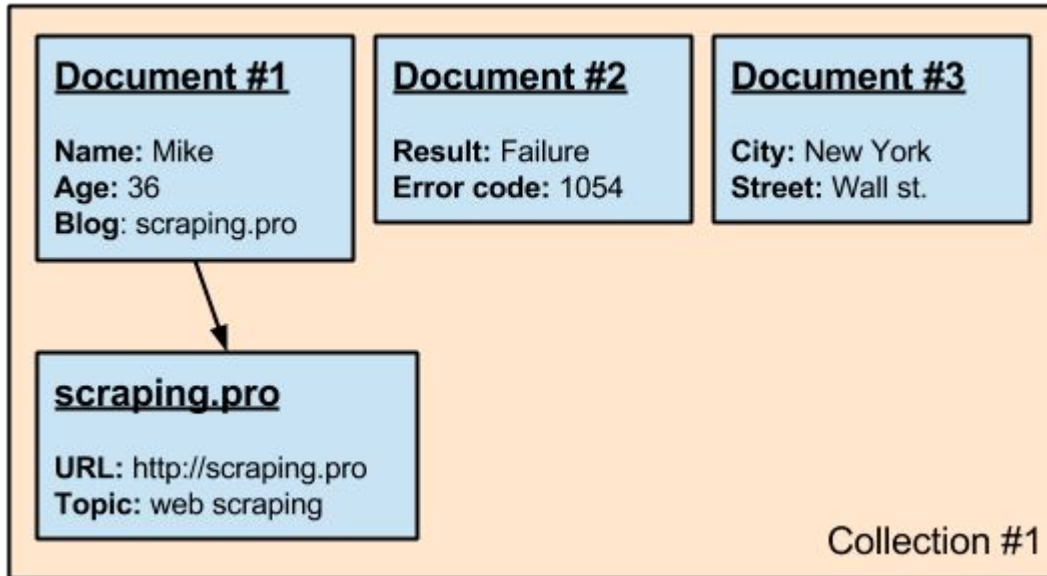 Document #1
Name: Mike
Age: 36
Blog: scraping.pro
Document #2
Result: Failure
Error code: 1054
Document #3
City: New York
Street: Wall st.
scraping.pro
URL: http://scraping.pro
Topic: web scraping
Collection #1